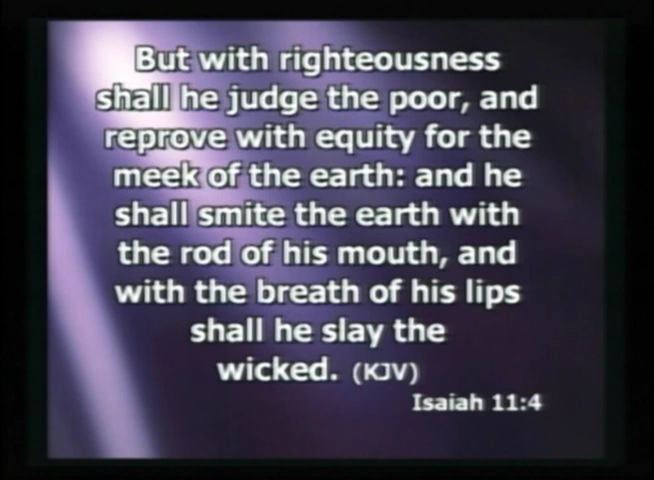 But with righteousness
shall he judge the poor, and
reprove with equity for the
meek of the earth: and he
shall smite the earth with
the rod of his mouth, and
with the breath of his lips
shall he slay the
wicked. (KJV)
Isaiah 11:4